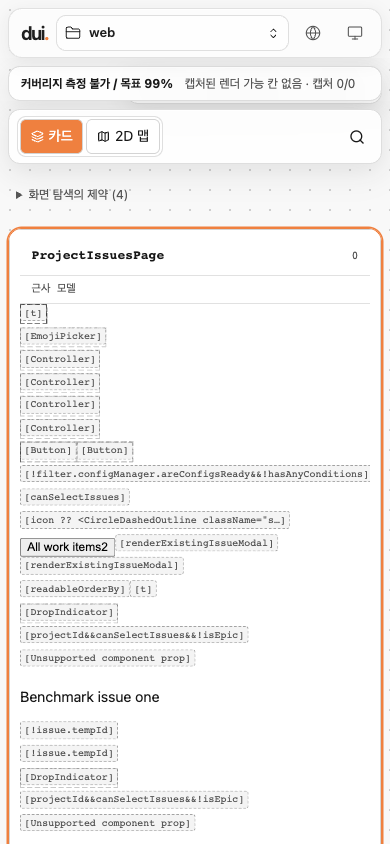 dui. web
커버리지 측정 불가 / 목표 99% 캡처된 렌더 가능 칸 없음 · 캡처 0/0
카드 2D 맵
▶ 화면 탐색의 제약 (4)
ProjectIssuesPage 0
근사 모델
[t]
[EmojiPicker]
[Controller]
[Controller]
[Controller]
[Controller]
[Button] [Button]
[!filter.configManager.areConfigsReady&&!hasAnyConditions]
[canSelectIssues]
[icon ?? <CircleDashedOutline className="s…]
All work items2 [renderExistingIssueModal]
[renderExistingIssueModal]
[readableOrderBy] [t]
[DropIndicator]
[projectId&&canSelectIssues&&!isEpic]
[Unsupported component prop]
Benchmark issue one
[!issue.tempId]
[!issue.tempId]
[DropIndicator]
[projectId&&canSelectIssues&&!isEpic]
[Unsupported component prop]